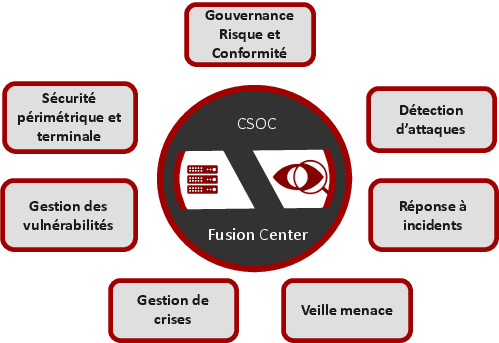 Gouvernance
Risque et
Conformité
Sécurité
périmétrique et
terminale
Détection
d'attaques
CSOC
Fusion Center
Gestion des
vulnérabilités
Réponse à
incidents
Gestion de
crises
Veille menace